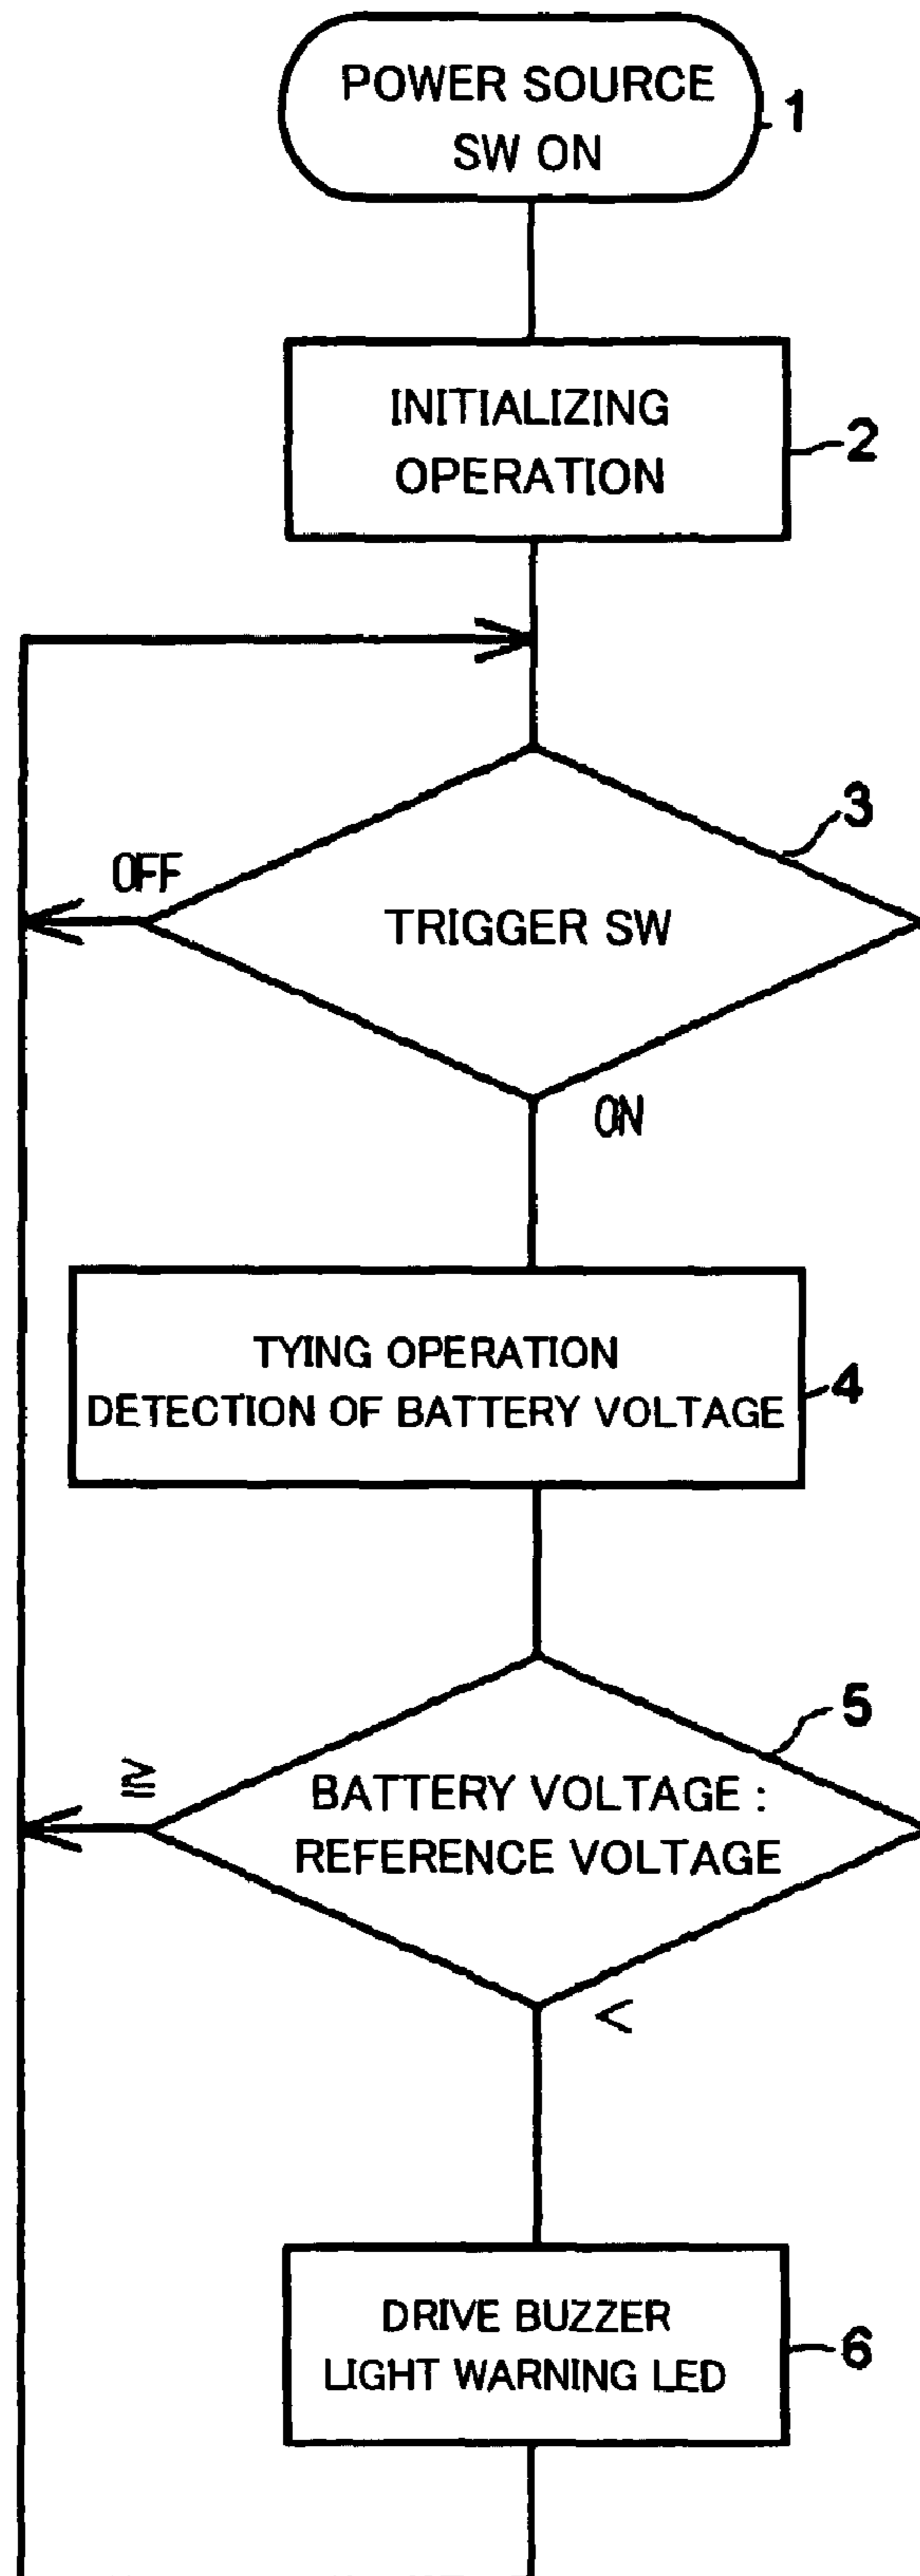 POWER SOURCE
SW ON
1
INITIALIZING
OPERATION
2
3
OFF
TRIGGER SW
ON
TYING OPERATION
DETECTION OF BATTERY VOLTAGE
4
5
≧
BATTERY VOLTAGE :
REFERENCE VOLTAGE
<
DRIVE BUZZER
LIGHT WARNING LED
6